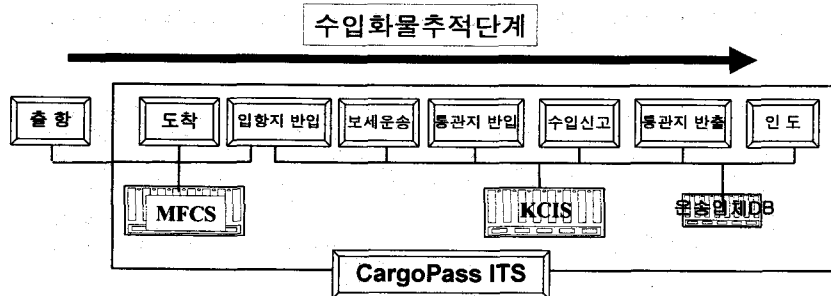 수입화물추적단계
출 항
도착
입항지 반입
보세운송
통관지 반입
수입신고
통관지 반출
인 도
MFCS
KCIS
운송업체DB
CargoPass ITS